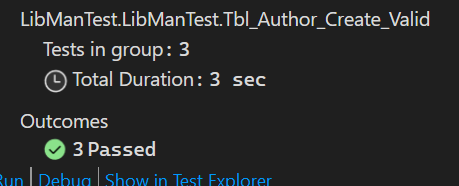 LibManTest.LibManTest.Tbl_Author_Create_Valid
Tests in group: 3
Total Duration: 3 sec
Outcomes
3 Passed
Run | Debug | Show in Test Explorer